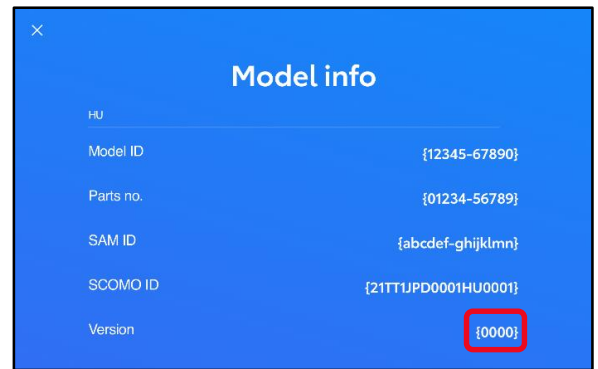 ×
Model info
HU
Model ID {12345-67890}
Parts no. {01234-56789}
SAM ID {abcdef-ghijklmn}
SCOMO ID {21TT1JPD0001HU0001}
Version {0000}